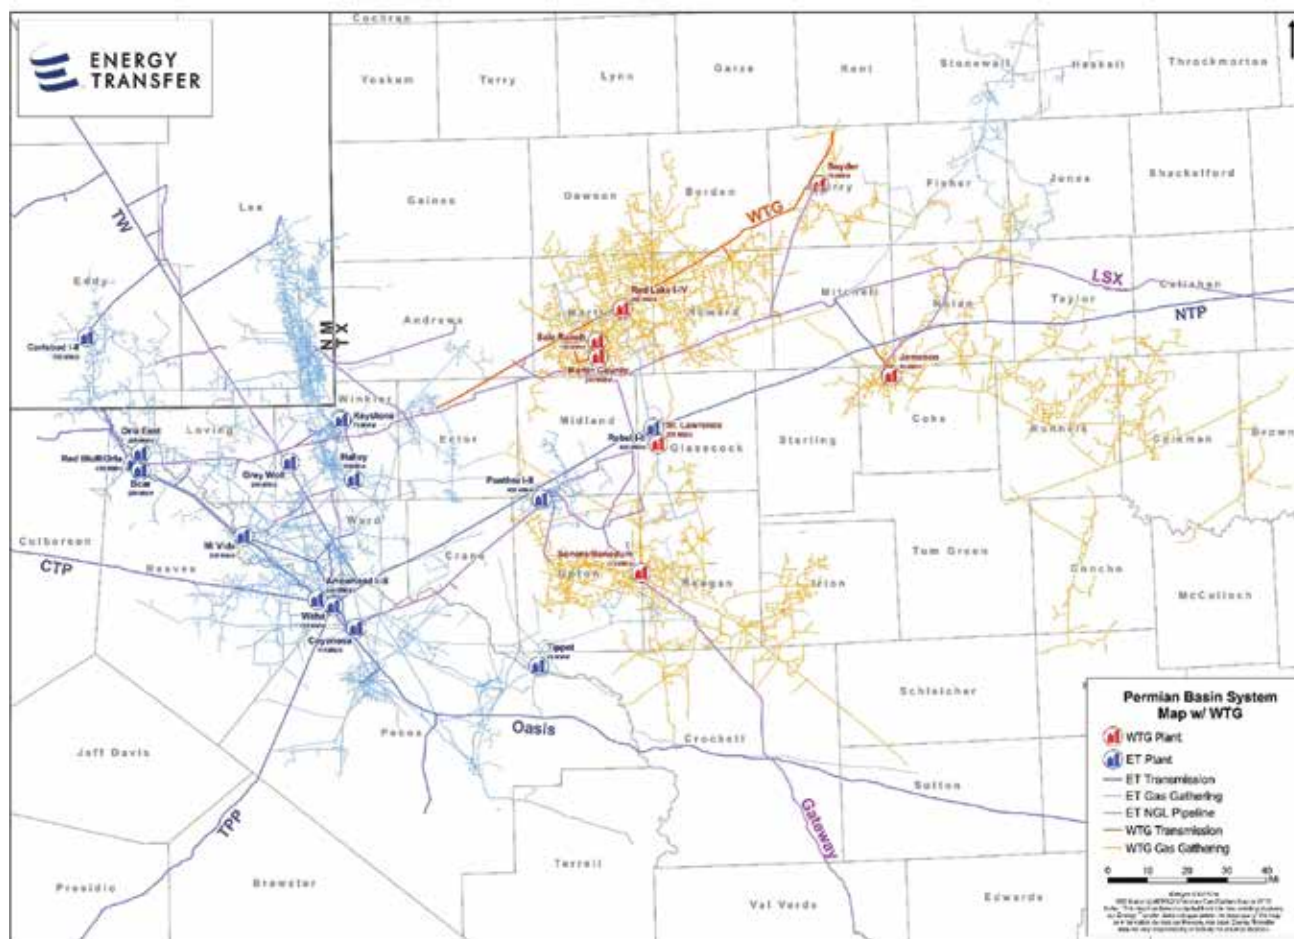 Cochran
ENERGY
TRANSFER
Yoakum
Terry
Lynn
Garza
Kent
Stonewall
Haskell
Throckmorton
Lea
Gaines
Dawson
Borden
Snyder
Fisher
Jones
Shackelford
TW
WTG
Eddy
Andrews
Red Lake I-IV
Howard
Mitchell
Nolan
Taylor
LSX
Callahan
NTP
Carlsbad I-II
NM
TX
Martin County
Jameson
Winkler
Keystone
Loving
Orla East
Ector
Midland
St. Lawrence
Rebel I-II
Glasscock
Sterling
Coke
Runnels
Coleman
Brown
Red Bluff/Orla
Bear
Grey Wolf
Halley
Panther I-II
Ward
Culberson
Mi Vida
Reeves
Crane
CTP
Arrowhead I-III
Upton
Reagan
Irion
Tom Green
Concho
McCulloch
Waha
Coyanosa
Tippet
Schleicher
Jeff Davis
Pecos
Oasis
Crockett
Sutton
TPP
Gateway
Terrell
Presidio
Brewster
Val Verde
Edwards
Permian Basin System
Map w/ WTG
WTG Plant
ET Plant
ET Transmission
ET Gas Gathering
ET NGL Pipeline
WTG Transmission
WTG Gas Gathering
0 10 20 30 40
Mi